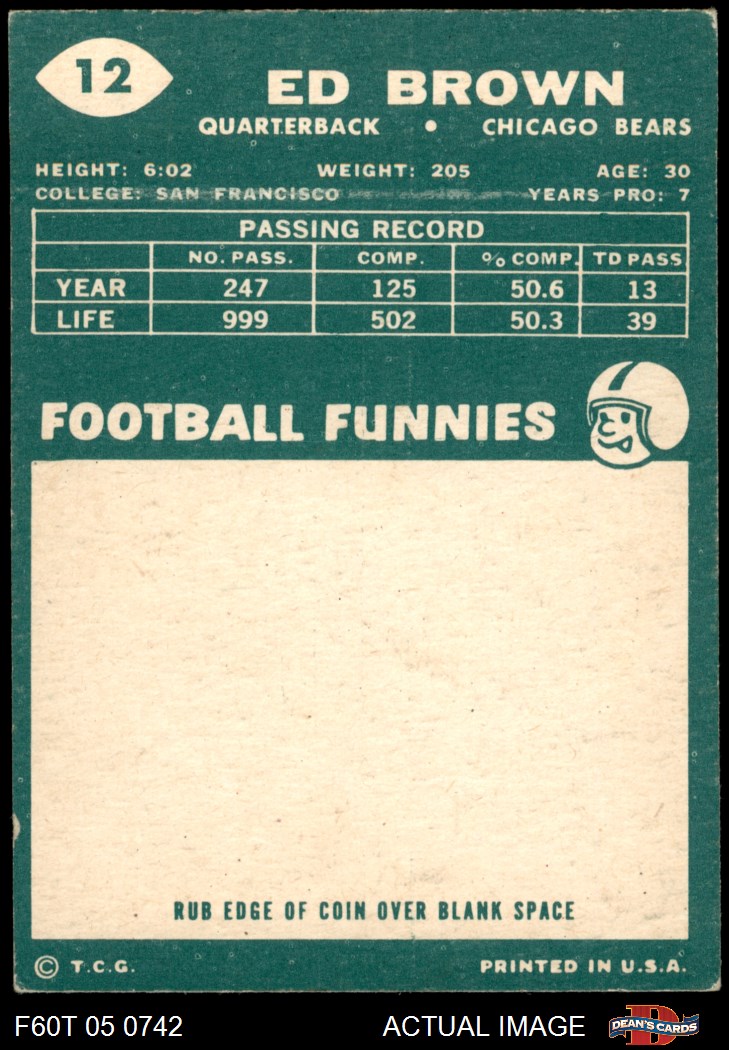 12
ED BROWN
QUARTERBACK • CHICAGO BEARS
HEIGHT: 6:02 WEIGHT: 205 AGE: 30
COLLEGE: SAN FRANCISCO YEARS PRO: 7
PASSING RECORD
NO. PASS. COMP. % COMP. TD PASS
YEAR 247 125 50.6 13
LIFE 999 502 50.3 39
FOOTBALL FUNNIES
RUB EDGE OF COIN OVER BLANK SPACE
© T.C.G. PRINTED IN U.S.A.
F60T 05 0742 ACTUAL IMAGE D DEAN'S CARDS